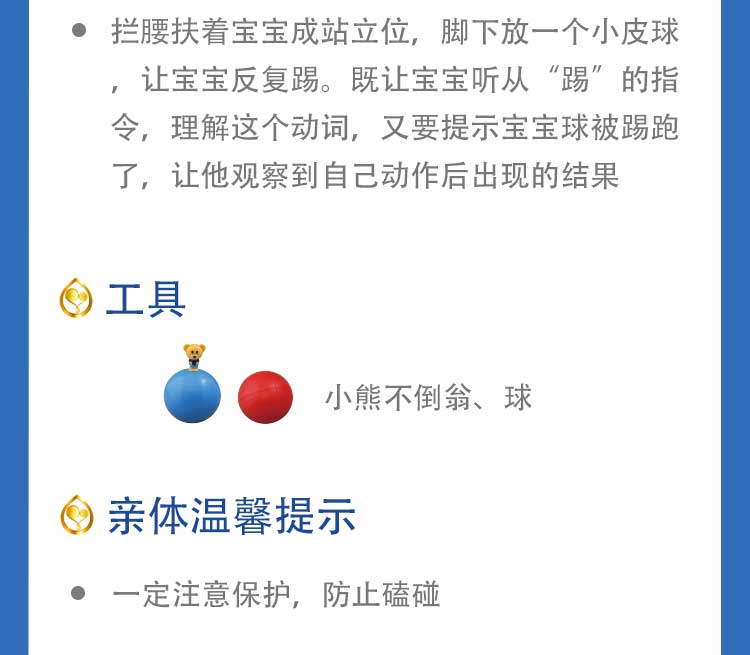 拦腰扶着宝宝成站立位，脚下放一个小皮球
，让宝宝反复踢。既让宝宝听从“踢”的指
令，理解这个动词，又要提示宝宝球被踢跑
了，让他观察到自己动作后出现的结果
工具
小熊不倒翁、球
亲体温馨提示
一定注意保护，防止磕碰